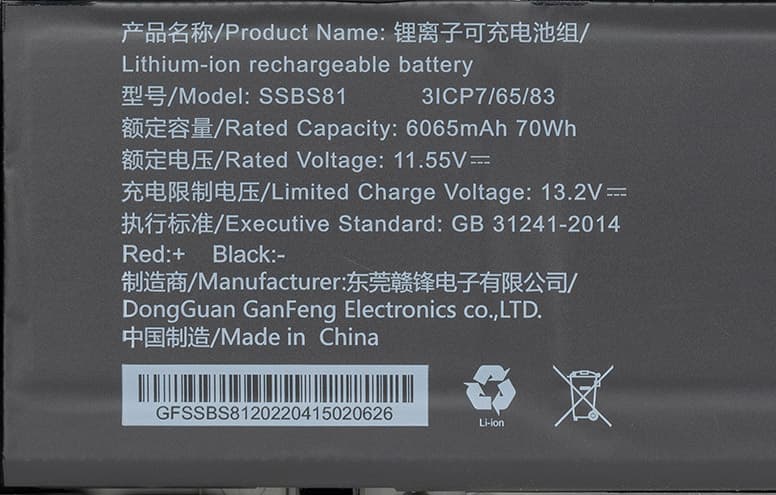 产品名称/Product Name: 锂离子可充电池组/
Lithium-ion rechargeable battery
型号/Model: SSBS81 3ICP7/65/83
额定容量/Rated Capacity: 6065mAh 70Wh
额定电压/Rated Voltage: 11.55V⎓
充电限制电压/Limited Charge Voltage: 13.2V⎓
执行标准/Executive Standard: GB 31241-2014
Red:+ Black:-
制造商/Manufacturer:东莞赣锋电子有限公司/
DongGuan GanFeng Electronics co.,LTD.
中国制造/Made in China
GFSSBS8120220415020626
Li-ion